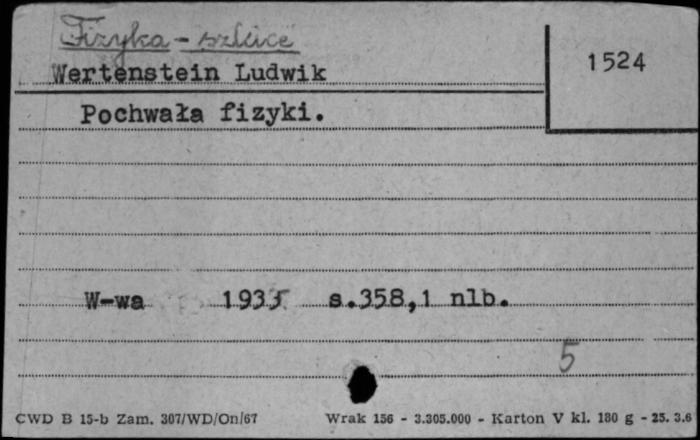 Fizyka - szkice
Wertenstein Ludwik
1524
Pochwała fizyki.
W-wa 1935 s.358,1 nlb.
5
CWD B 15-b Zam. 307/WD/On/67 Wrak 156 - 3.305.000 - Karton V kl. 180 g - 25. 3.6